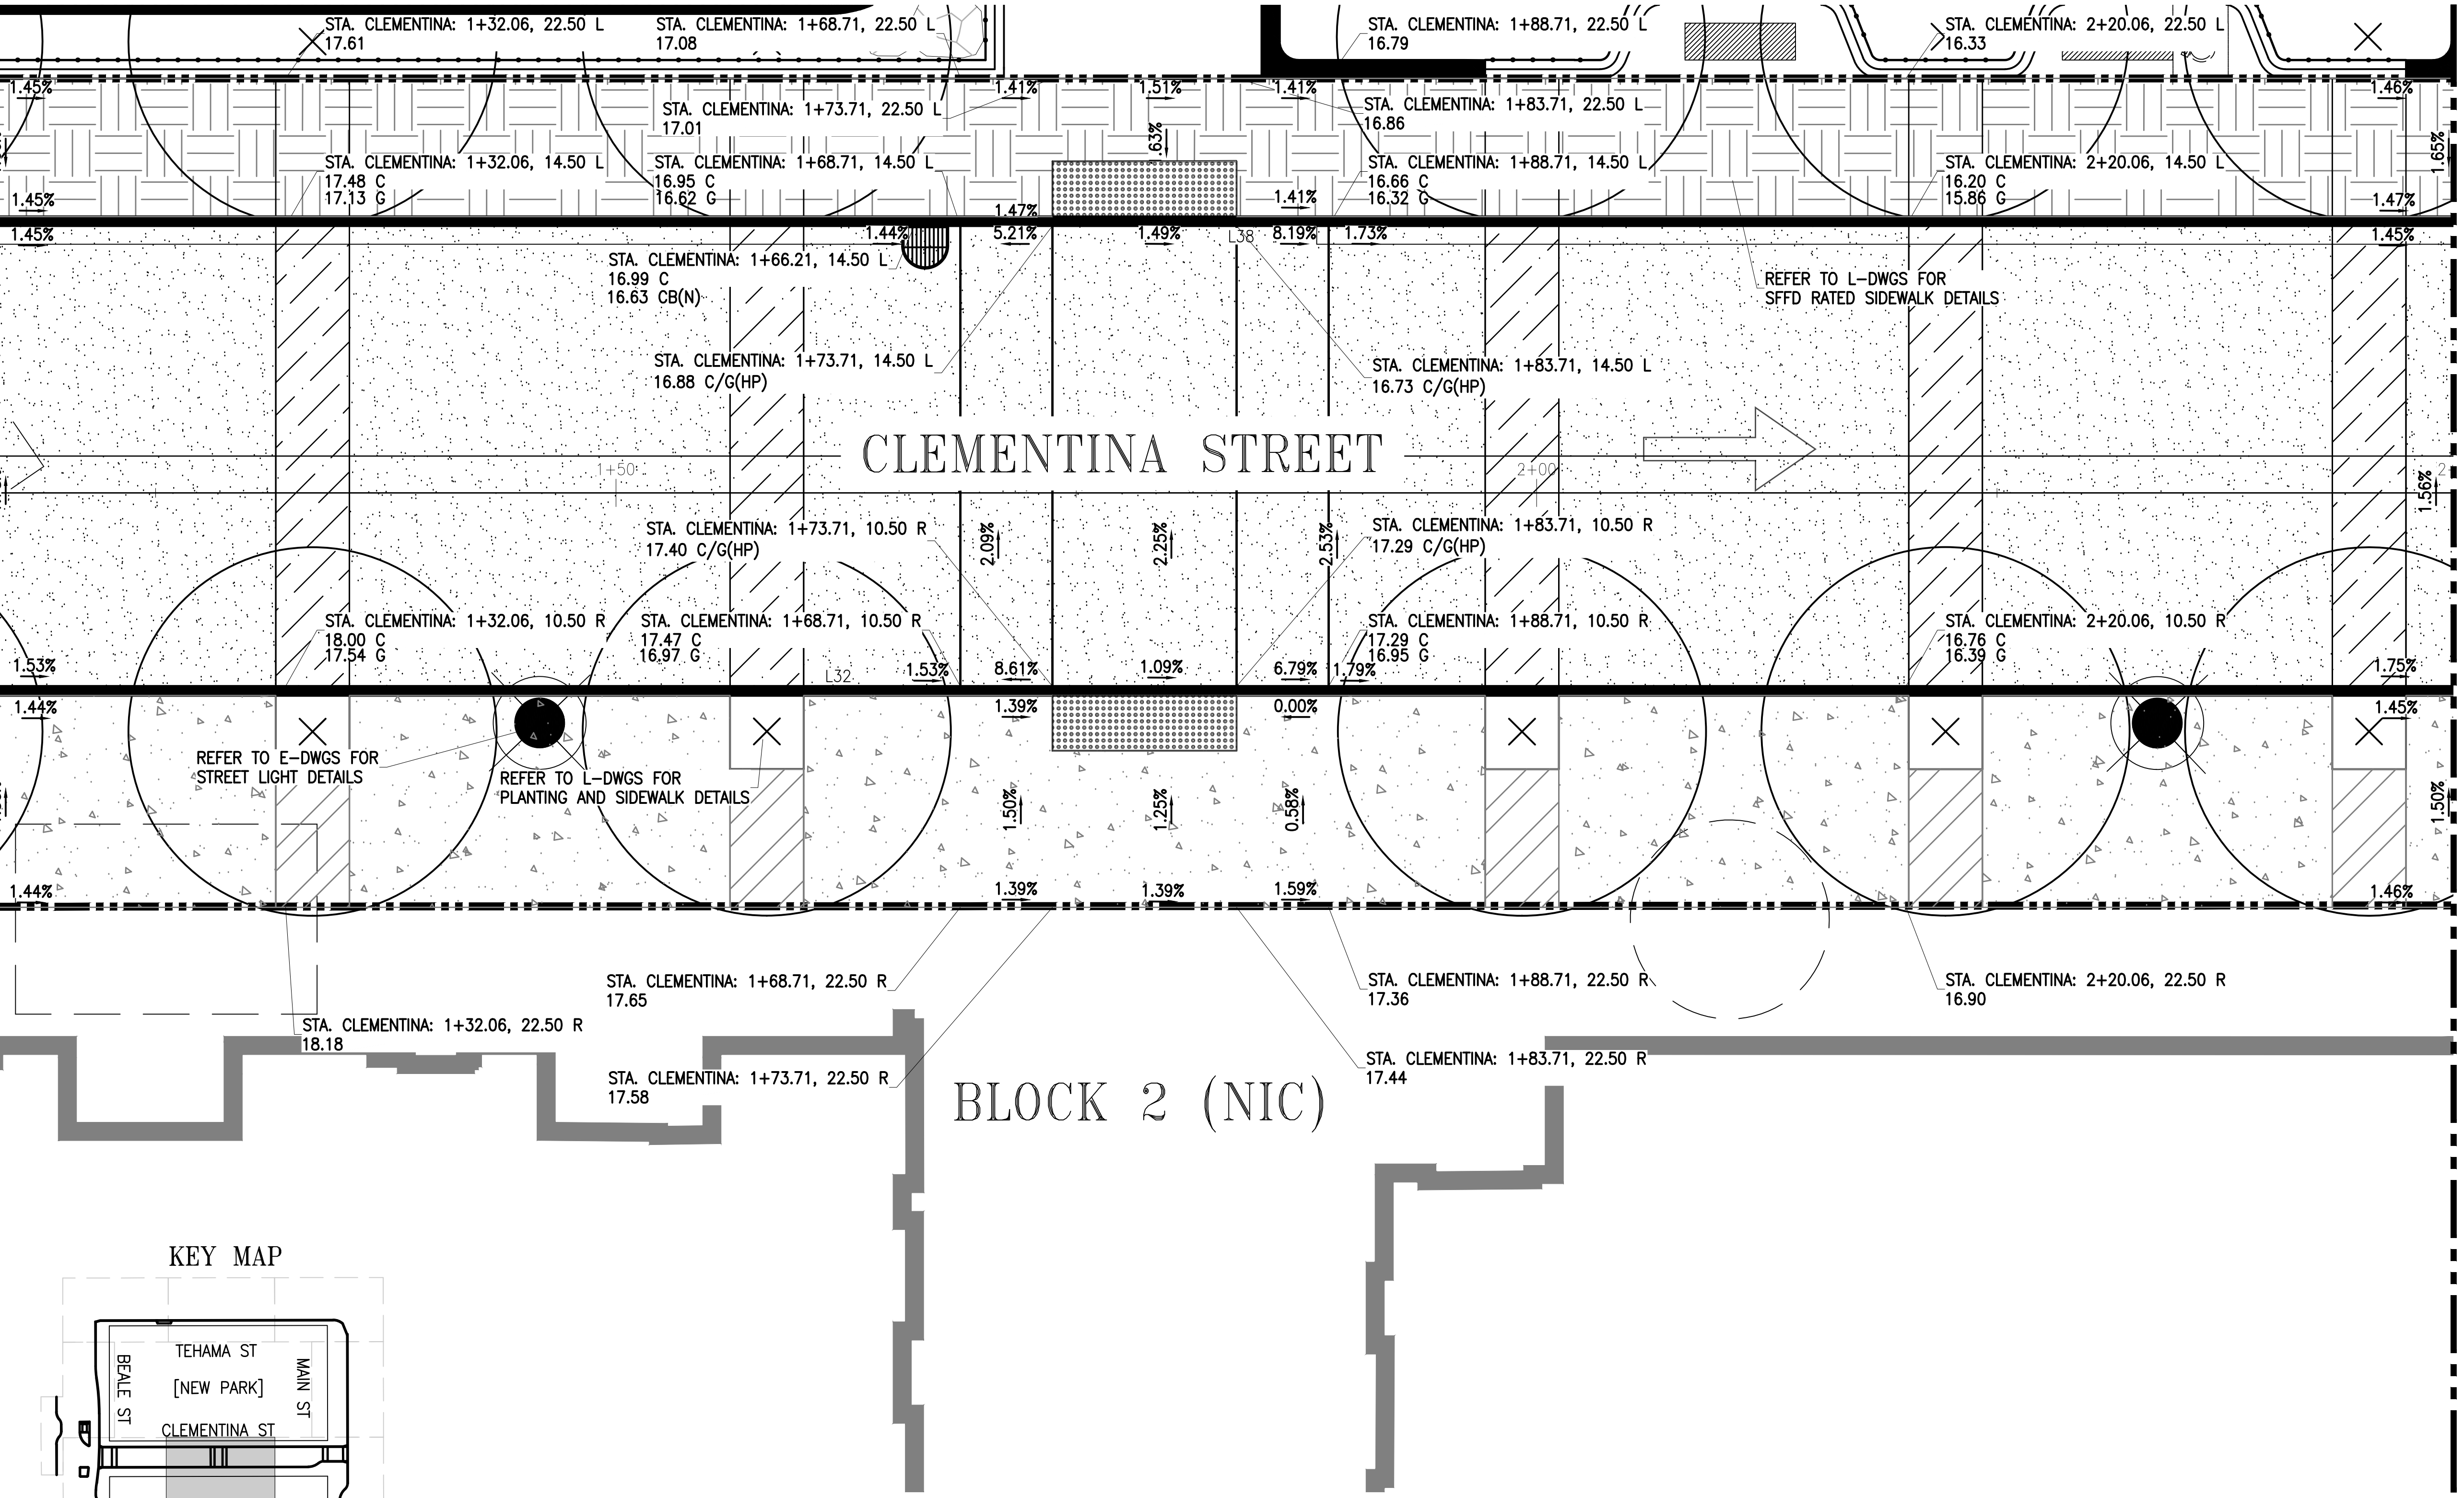 STA. CLEMENTINA: 1+32.06, 22.50 L
17.61
STA. CLEMENTINA: 1+68.71, 22.50 L
17.08
STA. CLEMENTINA: 1+88.71, 22.50 L
16.79
STA. CLEMENTINA: 2+20.06, 22.50 L
16.33
1.45%
1.41%
1.51%
1.41%
1.46%
STA. CLEMENTINA: 1+73.71, 22.50 L
17.01
STA. CLEMENTINA: 1+83.71, 22.50 L
16.86
.63%
1.65%
STA. CLEMENTINA: 1+32.06, 14.50 L
17.48 C
17.13 G
STA. CLEMENTINA: 1+68.71, 14.50 L
16.95 C
16.62 G
STA. CLEMENTINA: 1+88.71, 14.50 L
16.66 C
16.32 G
STA. CLEMENTINA: 2+20.06, 14.50 L
16.20 C
15.86 G
1.45%
1.47%
1.41%
1.47%
1.45%
1.44%
5.21%
1.49%
L38
8.19%
1.73%
1.45%
STA. CLEMENTINA: 1+66.21, 14.50 L
16.99 C
16.63 CB(N)
REFER TO L-DWGS FOR
SFFD RATED SIDEWALK DETAILS
STA. CLEMENTINA: 1+73.71, 14.50 L
16.88 C/G(HP)
STA. CLEMENTINA: 1+83.71, 14.50 L
16.73 C/G(HP)
CLEMENTINA STREET
1+50
2+00
2+
1.56%
STA. CLEMENTINA: 1+73.71, 10.50 R
17.40 C/G(HP)
2.09%
2.25%
2.53%
STA. CLEMENTINA: 1+83.71, 10.50 R
17.29 C/G(HP)
STA. CLEMENTINA: 1+32.06, 10.50 R
18.00 C
17.54 G
STA. CLEMENTINA: 1+68.71, 10.50 R
17.47 C
16.97 G
STA. CLEMENTINA: 1+88.71, 10.50 R
17.29 C
16.95 G
STA. CLEMENTINA: 2+20.06, 10.50 R
16.76 C
16.39 G
1.53%
L32
1.53%
8.61%
1.09%
6.79%
1.79%
1.75%
1.44%
1.39%
0.00%
1.45%
REFER TO E-DWGS FOR
STREET LIGHT DETAILS
REFER TO L-DWGS FOR
PLANTING AND SIDEWALK DETAILS
1.50%
1.25%
0.58%
1.50%
1.44%
1.39%
1.39%
1.59%
1.46%
STA. CLEMENTINA: 1+68.71, 22.50 R
17.65
STA. CLEMENTINA: 1+88.71, 22.50 R
17.36
STA. CLEMENTINA: 2+20.06, 22.50 R
16.90
STA. CLEMENTINA: 1+32.06, 22.50 R
18.18
STA. CLEMENTINA: 1+73.71, 22.50 R
17.58
STA. CLEMENTINA: 1+83.71, 22.50 R
17.44
BLOCK 2 (NIC)
KEY MAP
TEHAMA ST
BEALE ST
[NEW PARK]
MAIN ST
CLEMENTINA ST